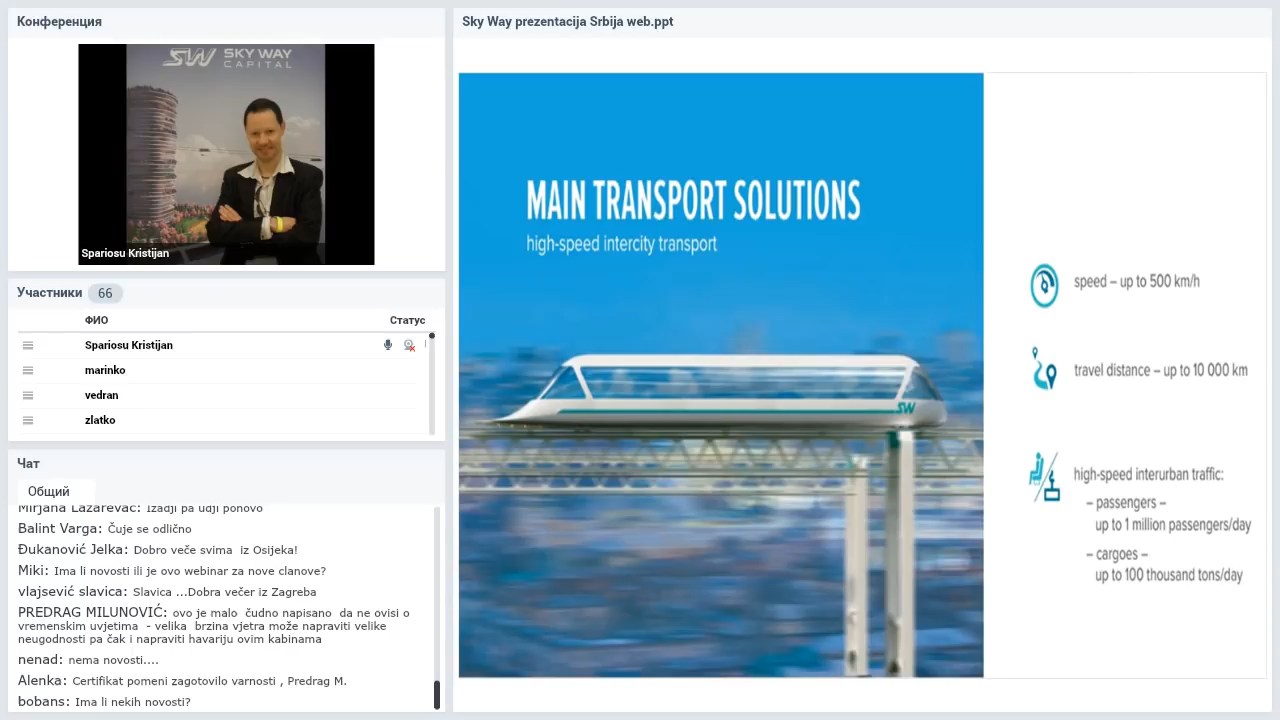 Конференция
SW SKY WAY
CAPITAL
Spariosu Kristijan
Участники 66
ФИО Статус
Spariosu Kristijan
marinko
vedran
zlatko
Чат
Общий
Mirjana Lazarevac: Izadji pa udji ponovo
Balint Varga: Čuje se odlično
Đukanović Jelka: Dobro veče svima iz Osijeka!
Miki: Ima li novosti ili je ovo webinar za nove clanove?
vlajsević slavica: Slavica ...Dobra večer iz Zagreba
PREDRAG MILUNOVIĆ: ovo je malo čudno napisano da ne ovisi o
vremenskim uvjetima - velika brzina vjetra može napraviti velike
neugodnosti pa čak i napraviti havariju ovim kabinama
nenad: nema novosti....
Alenka: Certifikat pomeni zagotovilo varnosti , Predrag M.
bobans: Ima li nekih novosti?
Sky Way prezentacija Srbija web.ppt
MAIN TRANSPORT SOLUTIONS
high-speed intercity transport
SW
speed – up to 500 km/h
travel distance – up to 10 000 km
high-speed interurban traffic:
– passengers –
up to 1 million passengers/day
– cargoes –
up to 100 thousand tons/day